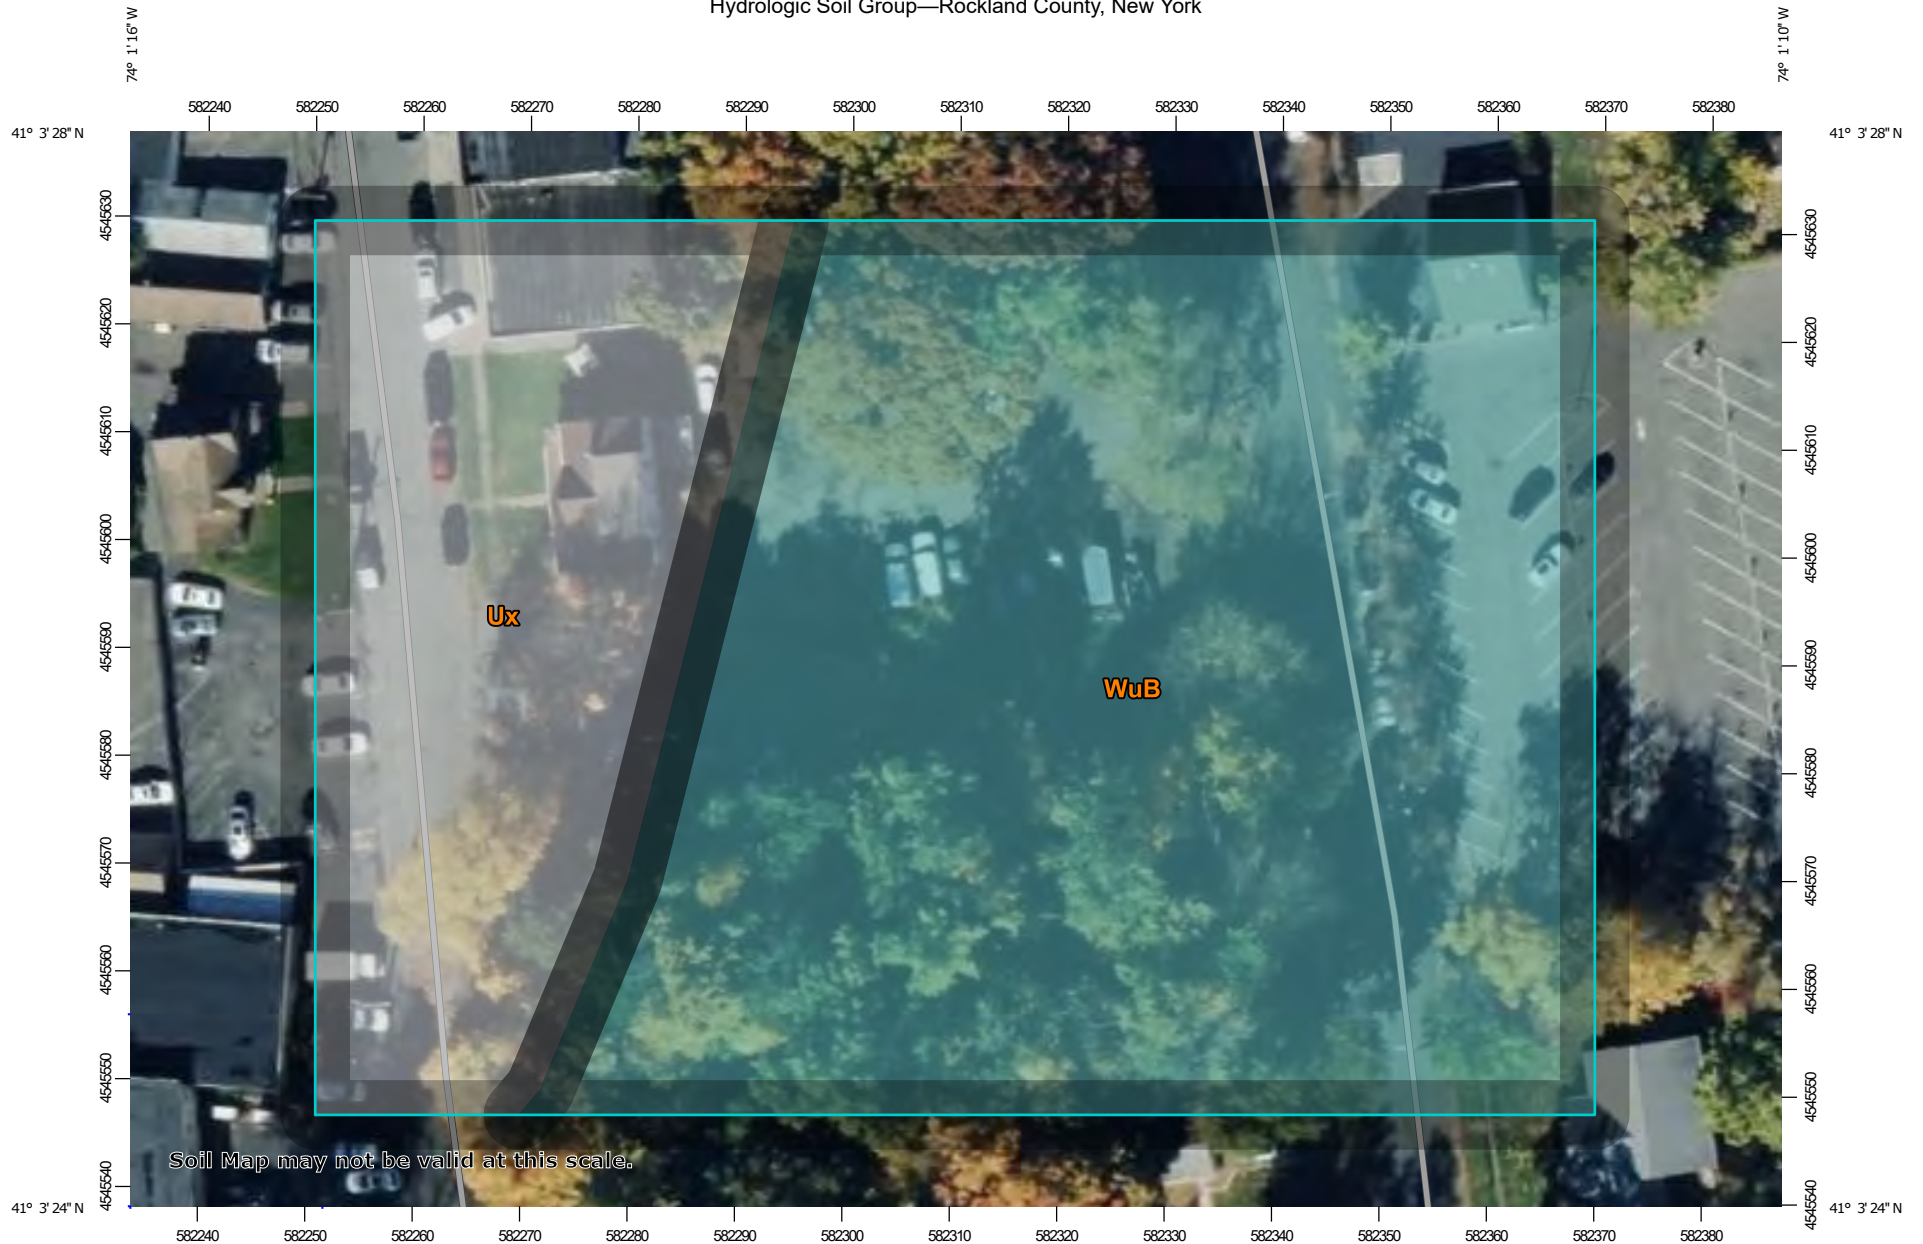 Hydrologic Soil Group—Rockland County, New York
74° 1' 16" W
74° 1' 10" W
582240 582250 582260 582270 582280 582290 582300 582310 582320 582330 582340 582350 582360 582370 582380
41° 3' 28" N
41° 3' 28" N
4545630
4545620
4545610
4545600
4545590
4545580
4545570
4545560
4545550
4545540
4545630
4545620
4545610
4545600
4545590
4545580
4545570
4545560
4545550
4545540
Ux
WuB
Soil Map may not be valid at this scale.
41° 3' 24" N
41° 3' 24" N
582240 582250 582260 582270 582280 582290 582300 582310 582320 582330 582340 582350 582360 582370 582380